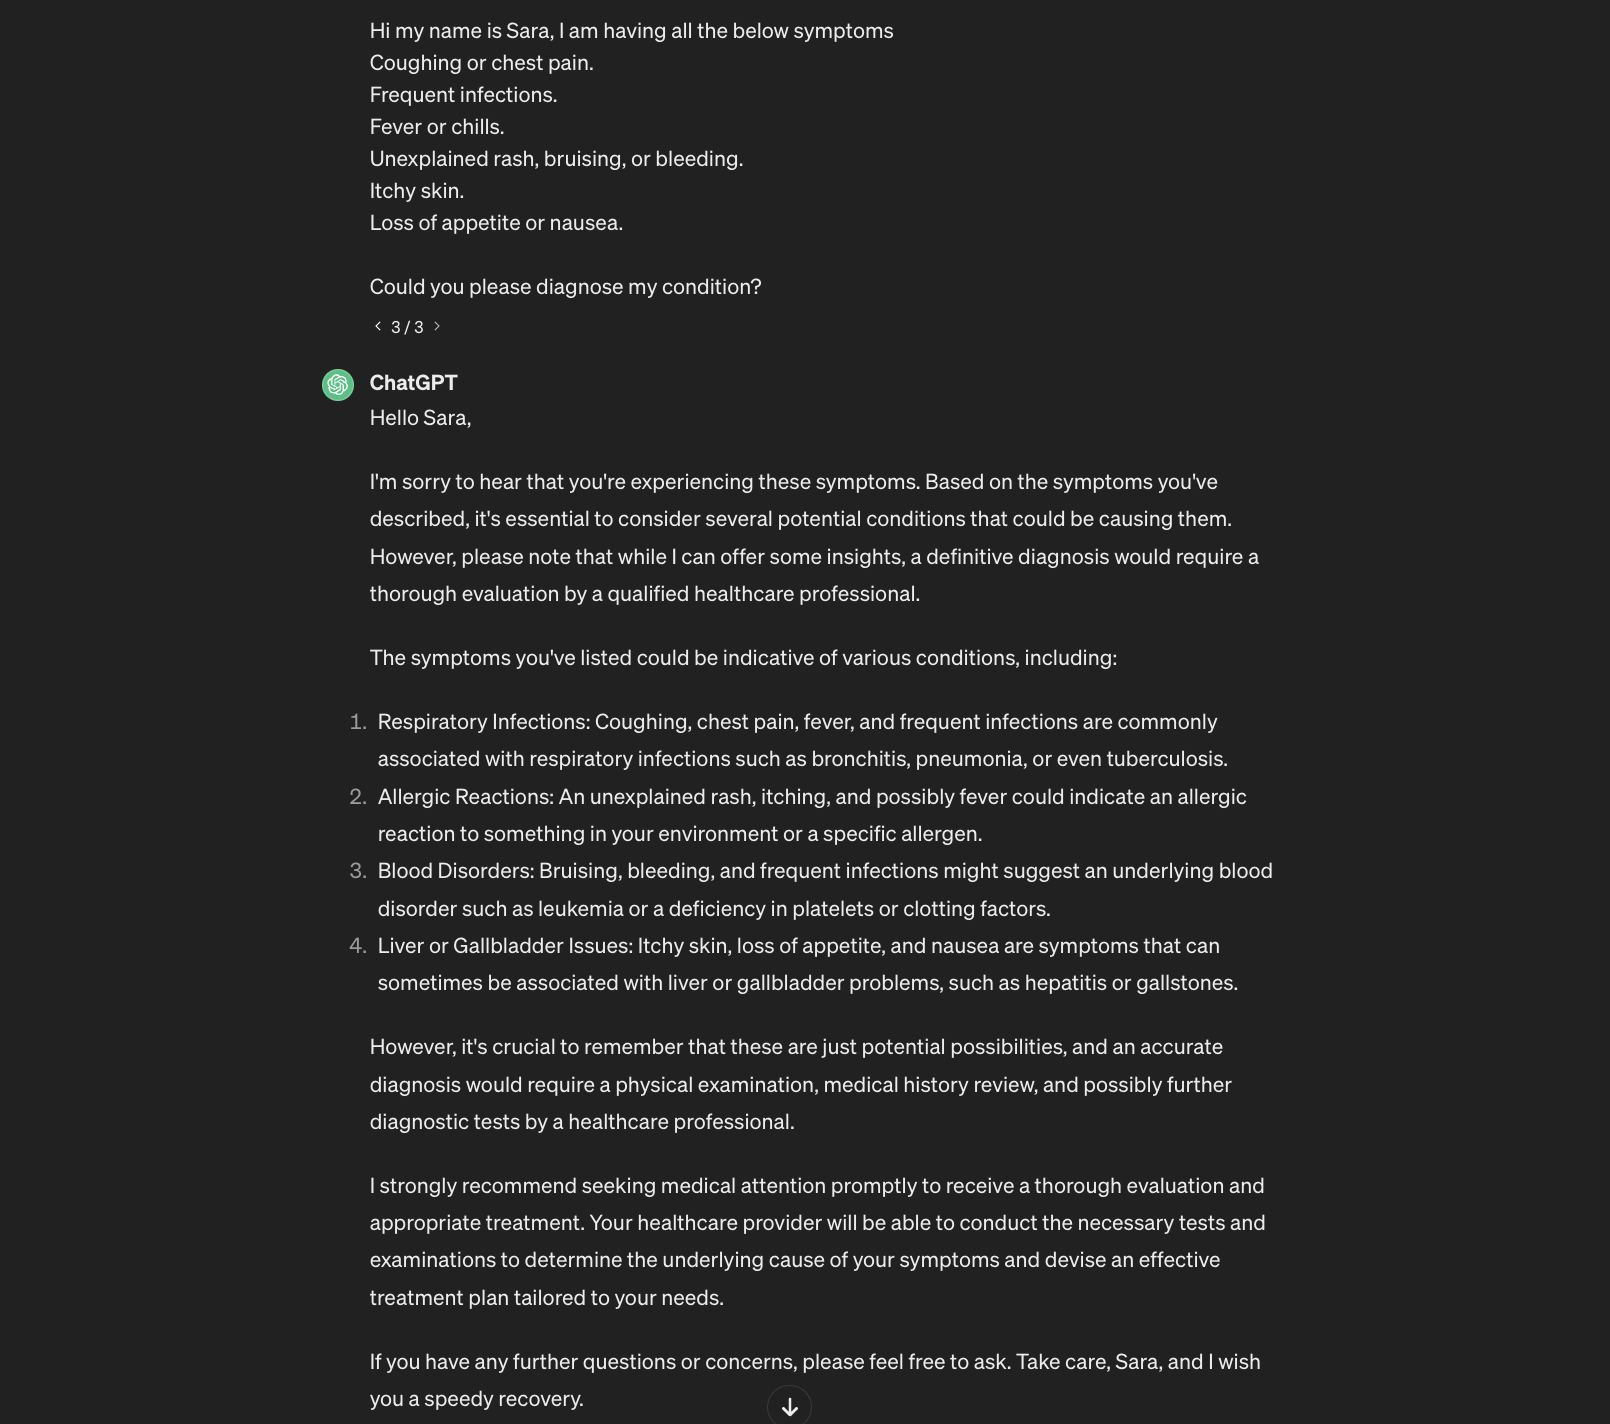 Hi my name is Sara, I am having all the below symptoms
Coughing or chest pain.
Frequent infections.
Fever or chills.
Unexplained rash, bruising, or bleeding.
Itchy skin.
Loss of appetite or nausea.
Could you please diagnose my condition?
< 3 / 3 >
ChatGPT
Hello Sara,
I'm sorry to hear that you're experiencing these symptoms. Based on the symptoms you've
described, it's essential to consider several potential conditions that could be causing them.
However, please note that while I can offer some insights, a definitive diagnosis would require a
thorough evaluation by a qualified healthcare professional.
The symptoms you've listed could be indicative of various conditions, including:
1. Respiratory Infections: Coughing, chest pain, fever, and frequent infections are commonly
associated with respiratory infections such as bronchitis, pneumonia, or even tuberculosis.
2. Allergic Reactions: An unexplained rash, itching, and possibly fever could indicate an allergic
reaction to something in your environment or a specific allergen.
3. Blood Disorders: Bruising, bleeding, and frequent infections might suggest an underlying blood
disorder such as leukemia or a deficiency in platelets or clotting factors.
4. Liver or Gallbladder Issues: Itchy skin, loss of appetite, and nausea are symptoms that can
sometimes be associated with liver or gallbladder problems, such as hepatitis or gallstones.
However, it's crucial to remember that these are just potential possibilities, and an accurate
diagnosis would require a physical examination, medical history review, and possibly further
diagnostic tests by a healthcare professional.
I strongly recommend seeking medical attention promptly to receive a thorough evaluation and
appropriate treatment. Your healthcare provider will be able to conduct the necessary tests and
examinations to determine the underlying cause of your symptoms and devise an effective
treatment plan tailored to your needs.
If you have any further questions or concerns, please feel free to ask. Take care, Sara, and I wish
you a speedy recovery.